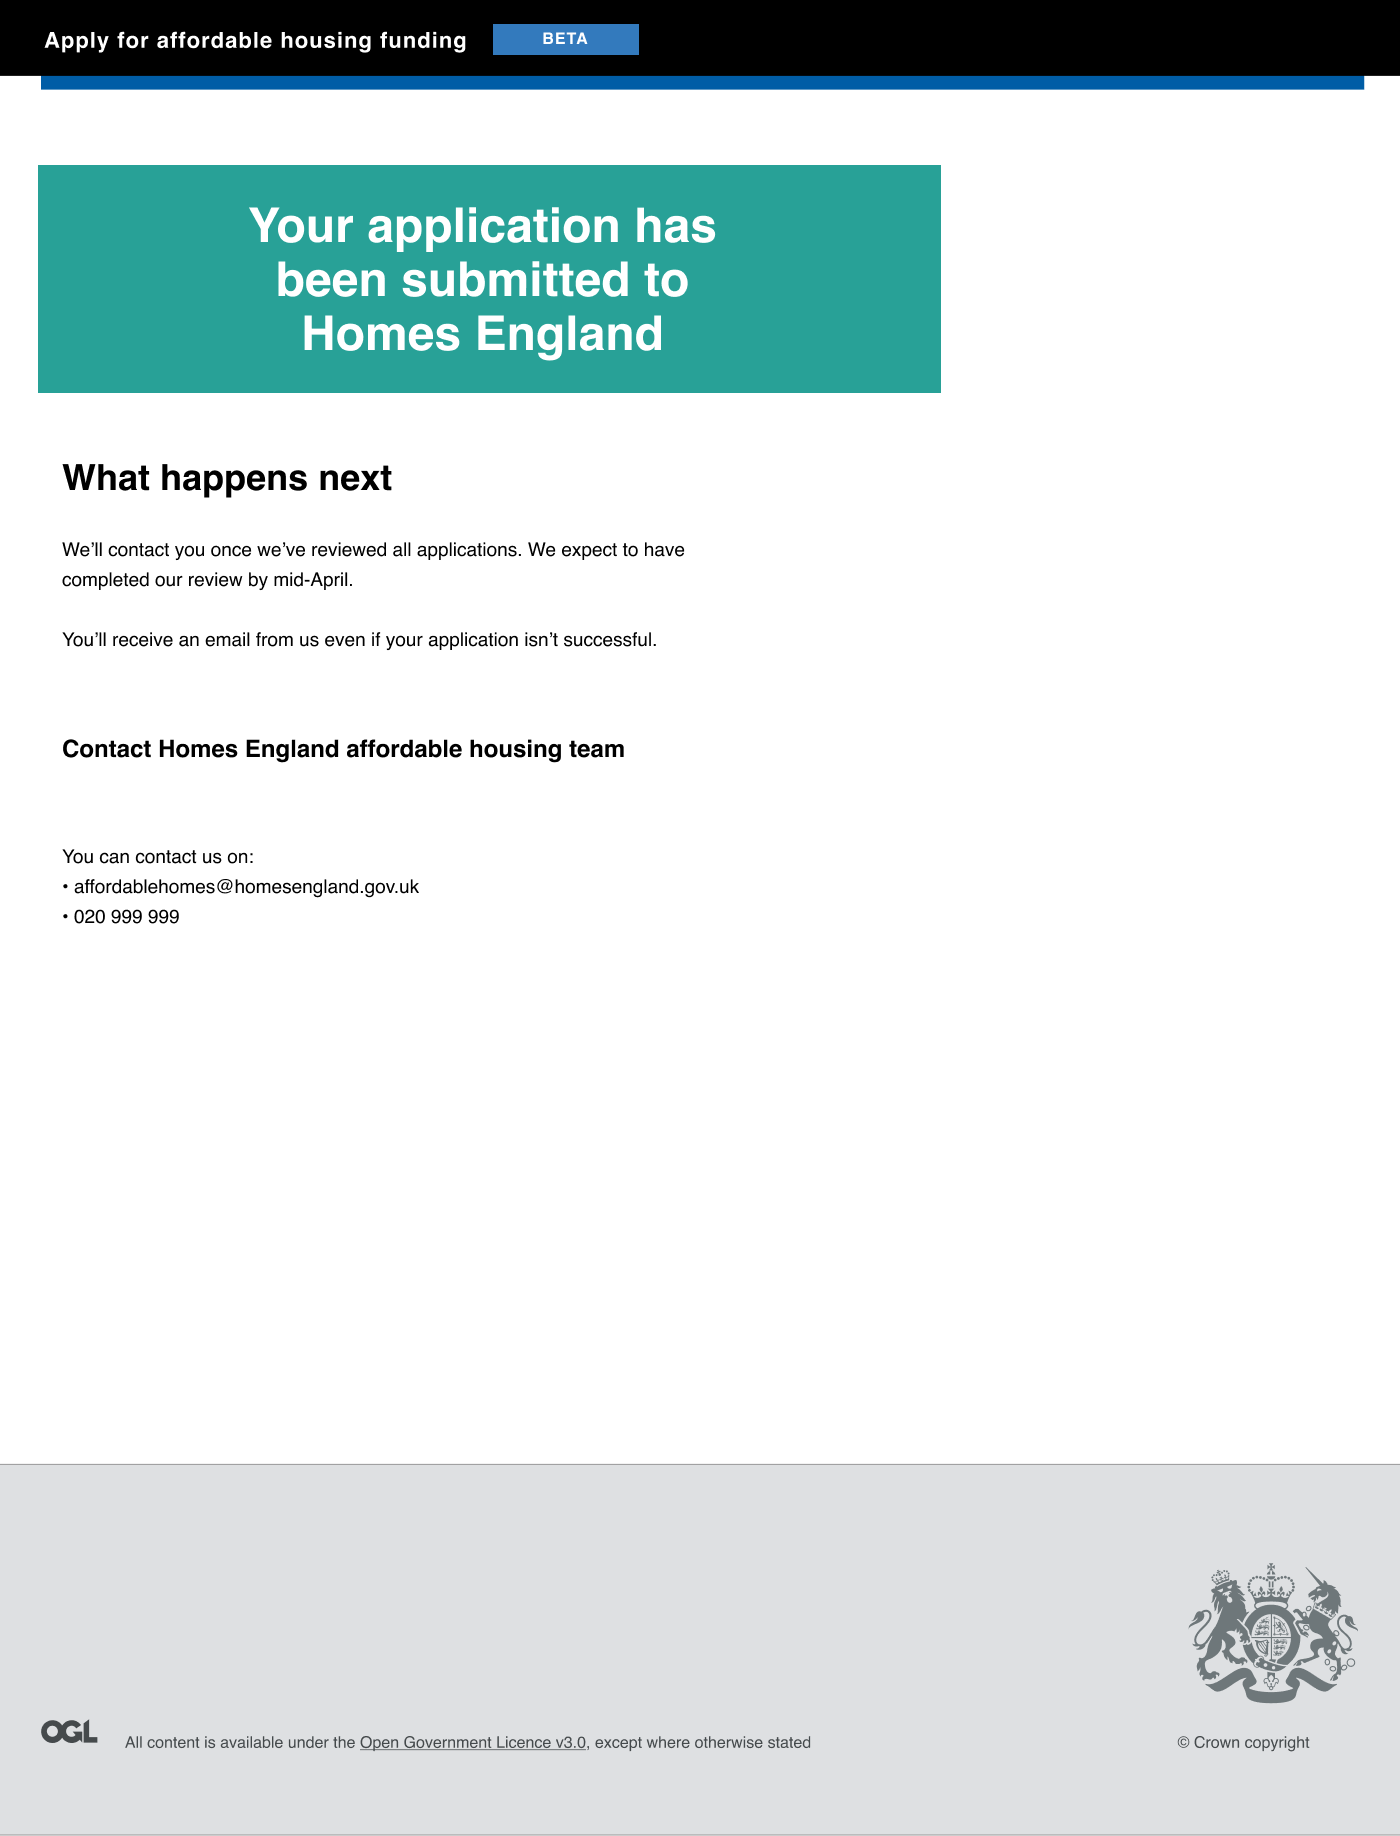 Apply for affordable housing funding BETA
Your application has
been submitted to
Homes England
What happens next
We’ll contact you once we’ve reviewed all applications. We expect to have
completed our review by mid-April.
You’ll receive an email from us even if your application isn’t successful.
Contact Homes England affordable housing team
You can contact us on:
• affordablehomes@homesengland.gov.uk
• 020 999 999
OGL All content is available under the Open Government Licence v3.0, except where otherwise stated © Crown copyright